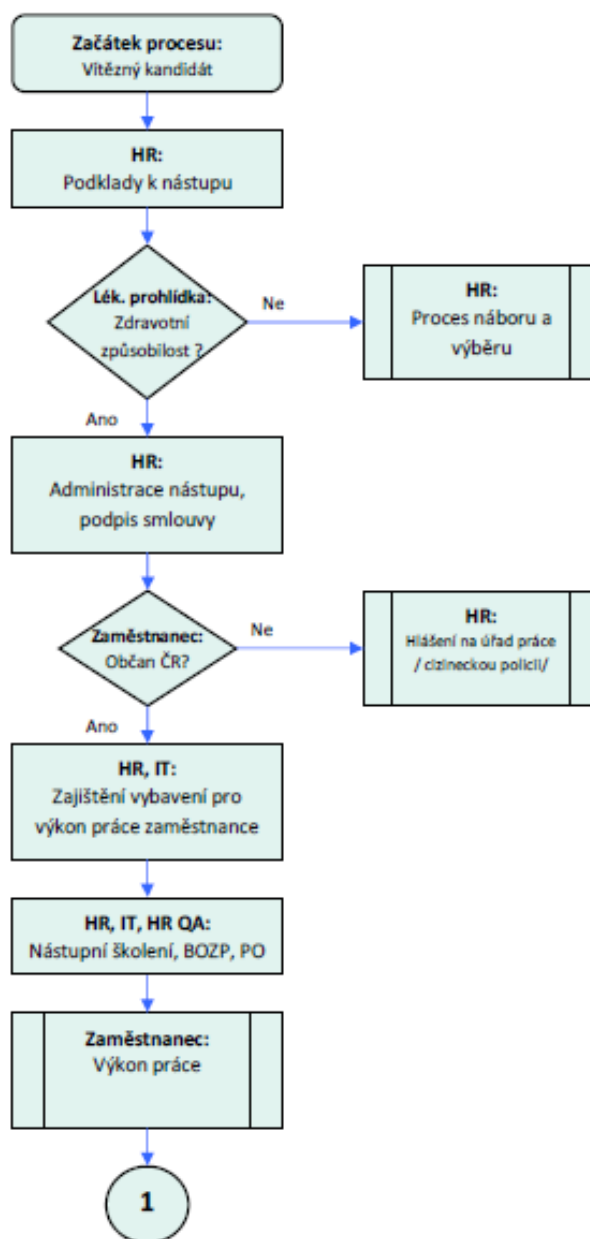 Začátek procesu:
Vítězný kandidát
HR:
Podklady k nástupu
Lék. prohlídka:
Zdravotní
způsobilost ?
Ne
HR:
Proces náboru a
výběru
Ano
HR:
Administrace nástupu,
podpis smlouvy
Zaměstnanec:
Občan ČR?
Ne
HR:
Hlášení na úřad práce
/ cizineckou policii/
Ano
HR, IT:
Zajištění vybavení pro
výkon práce zaměstnance
HR, IT, HR QA:
Nástupní školení, BOZP, PO
Zaměstnanec:
Výkon práce
1